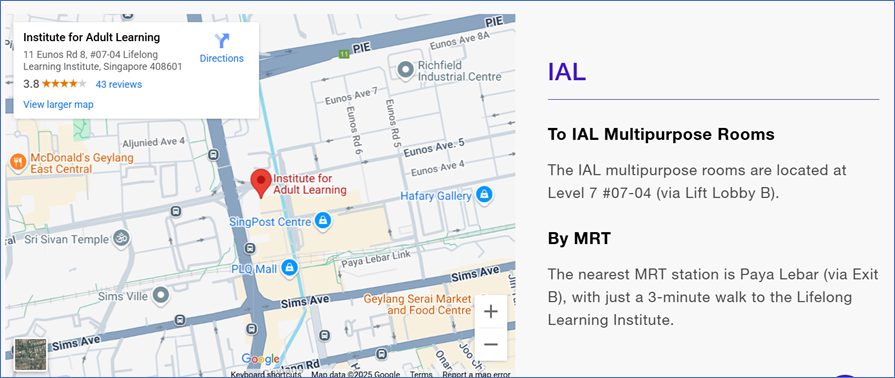 Institute for Adult Learning
11 Eunos Rd 8, #07-04 Lifelong
Learning Institute, Singapore 408601
3.8
43 reviews
View larger map
Directions
PIE
11
PIE
PIE
Eunos Ave 8A
Richfield
Industrial Centre
Eunos Ave 7
Eunos Rd 6
Eunos Rd 5
Eunos Ave. 5
Eunos Ave 4
Aljunied Ave 4
McDonald's Geylang
East Central
Institute for
Adult Learning
Hafary Gallery
SingPost Centre
Sri Sivan Temple
PLQ Mall
Paya Lebar Link
Sims Ave
Sims Ville
Sims Ave
Geylang Serai Market
and Food Centre
Sims Ave
Google
Keyboard shortcuts
Map data ©2025 Google
Terms
Report a map error
IAL
To IAL Multipurpose Rooms
The IAL multipurpose rooms are located at
Level 7 #07-04 (via Lift Lobby B).
By MRT
The nearest MRT station is Paya Lebar (via Exit
B), with just a 3-minute walk to the Lifelong
Learning Institute.